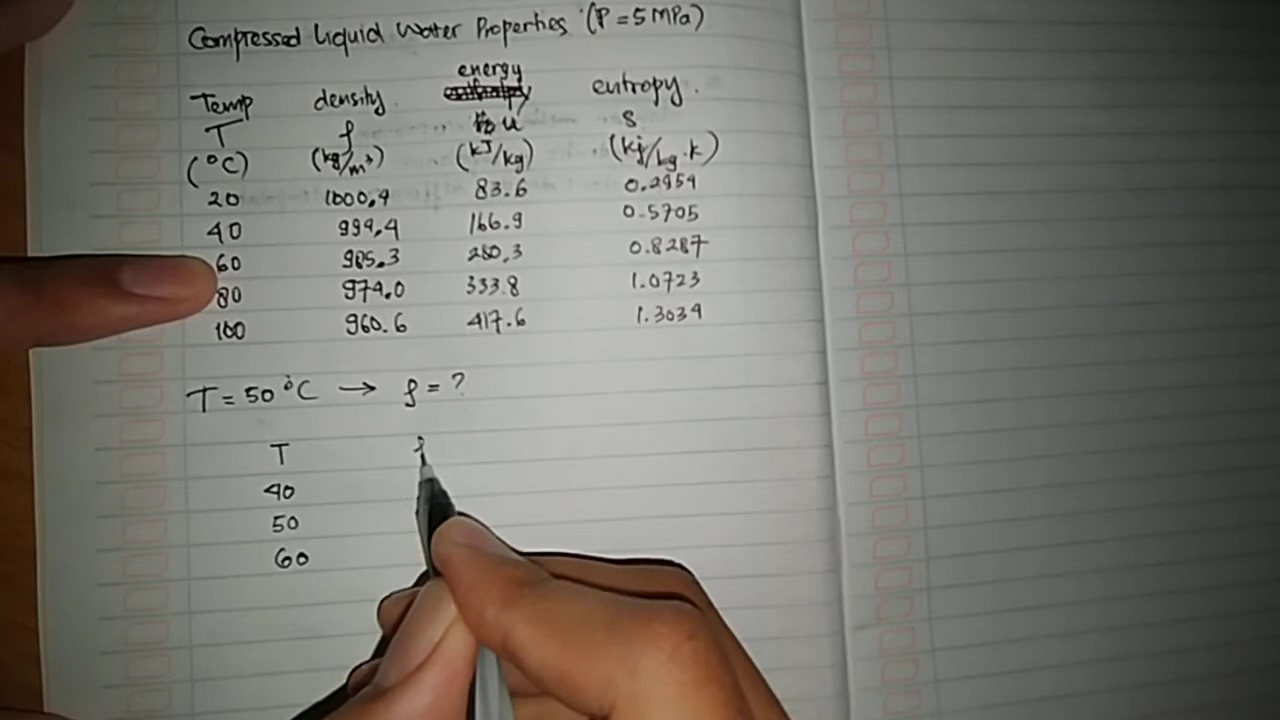 Compressed Liquid Water Properties (P = 5 MPa)
Temp density energy entropy
T ρ u s
(°C) (kg/m³) (kJ/kg) (kJ/kg.k)
20 1000.4 83.6 0.2954
40 994.4 166.9 0.5705
60 985.3 250.3 0.8287
80 974.0 333.8 1.0723
100 960.6 417.6 1.3034
T = 50°C → ρ = ?
T ρ
40
50
60